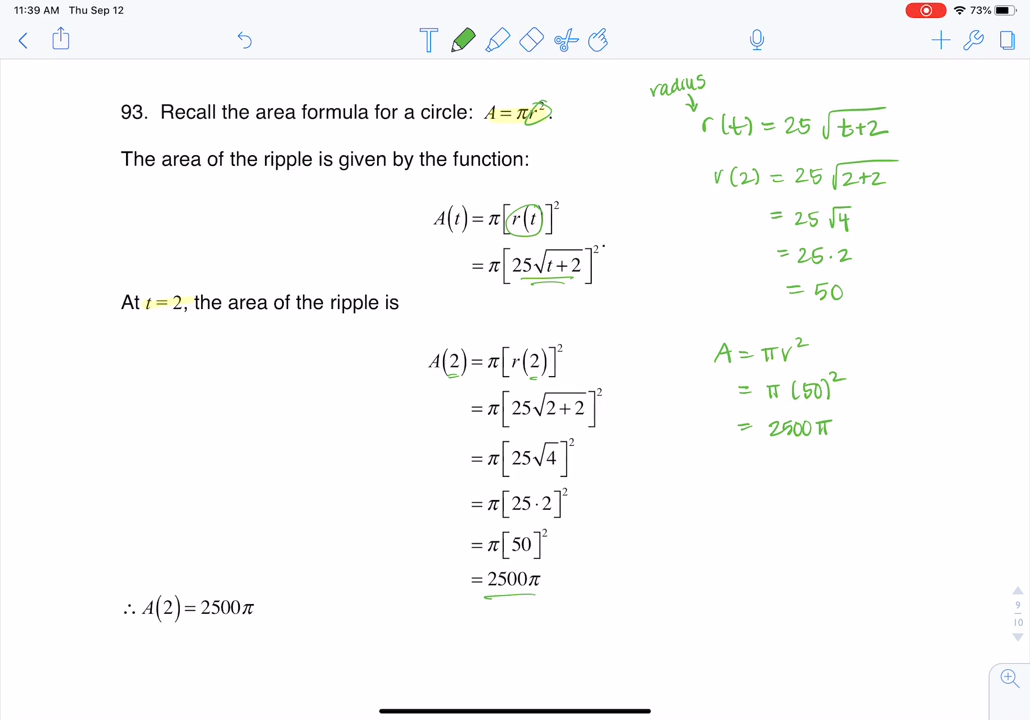 11:39 AM Thu Sep 12
73%
93. Recall the area formula for a circle: A = πr².
The area of the ripple is given by the function:
A(t) = π[r(t)]²
= π[25√(t+2)]².
At t = 2, the area of the ripple is
A(2) = π[r(2)]²
= π[25√(2+2)]²
= π[25√4]²
= π[25·2]²
= π[50]²
= 2500π
∴ A(2) = 2500π
radius
r(t) = 25√(t+2)
r(2) = 25√(2+2)
= 25√4
= 25·2
= 50
A = πr²
= π(50)²
= 2500π
9
10